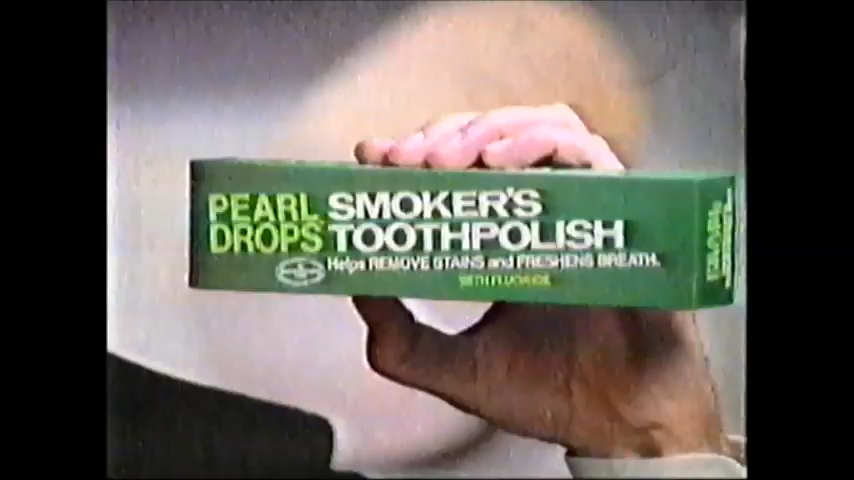 PEARL SMOKER'S
DROPS TOOTHPOLISH
Helps REMOVE STAINS and FRESHENS BREATH.
WITH FLUORIDE